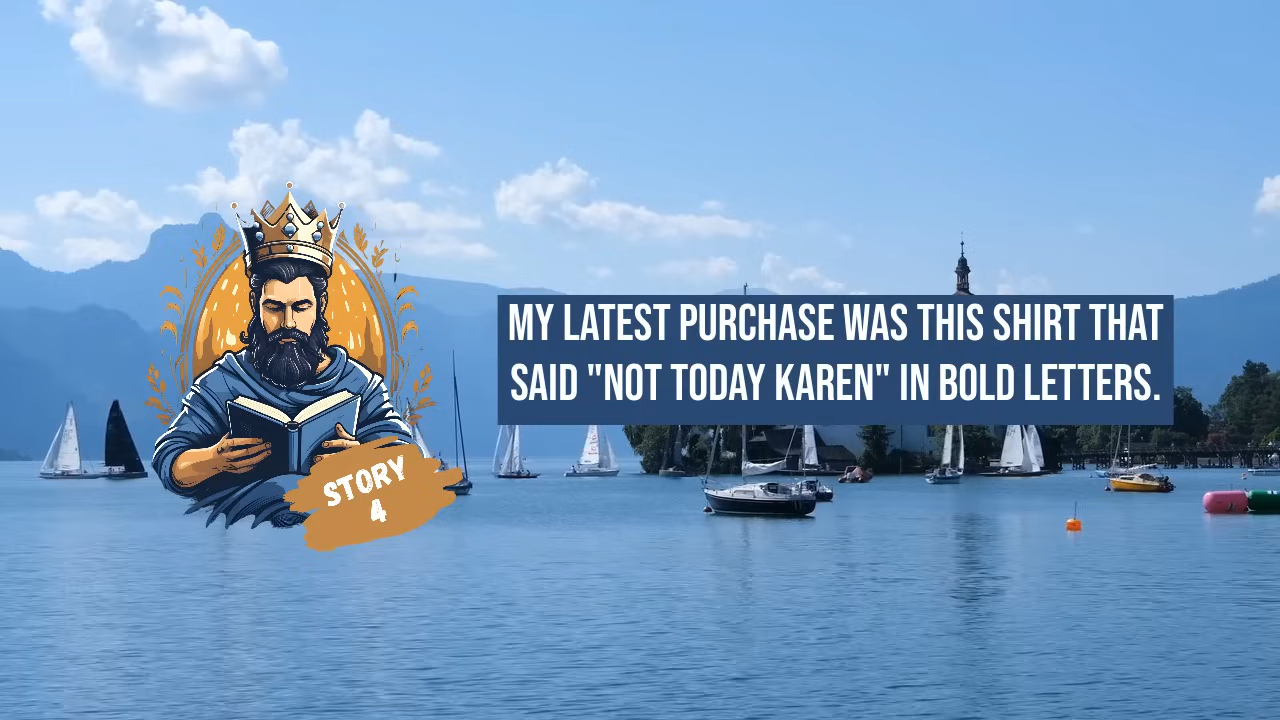 MY LATEST PURCHASE WAS THIS SHIRT THAT
SAID "NOT TODAY KAREN" IN BOLD LETTERS.
STORY
4